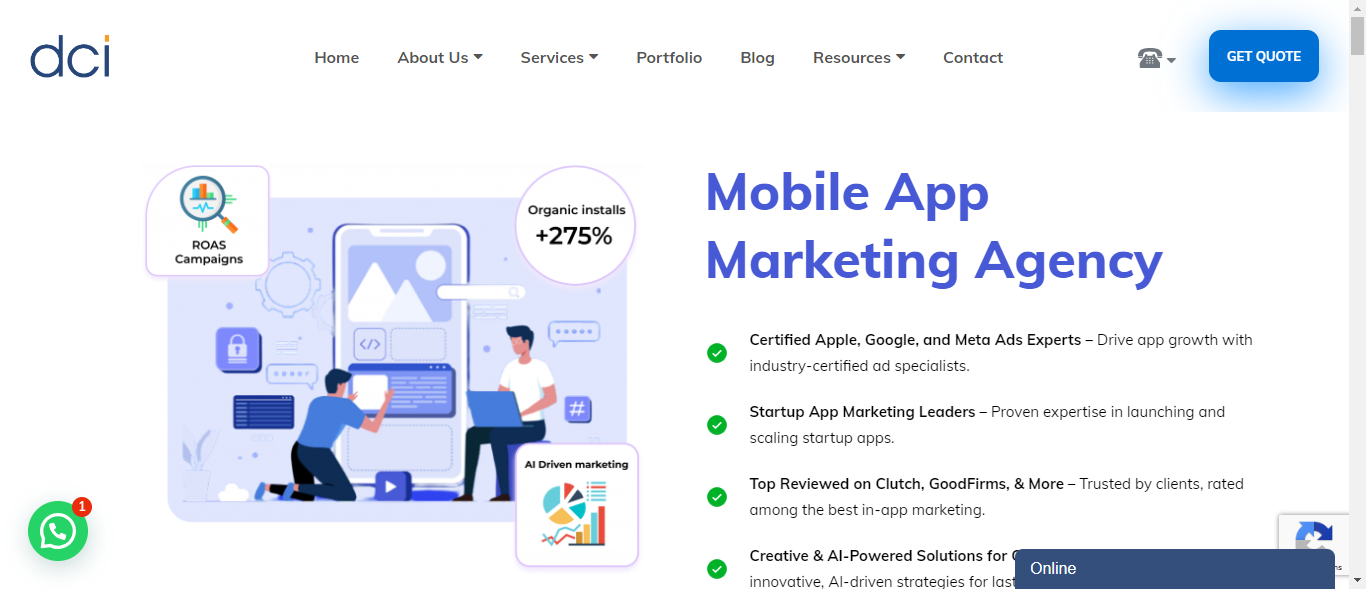 dci
Home
About Us
Services
Portfolio
Blog
Resources
Contact
GET QUOTE
ROAS
Campaigns
Organic installs
+275%
</>
#
AI Driven marketing
Mobile App
Marketing Agency
Certified Apple, Google, and Meta Ads Experts – Drive app growth with
industry-certified ad specialists.
Startup App Marketing Leaders – Proven expertise in launching and
scaling startup apps.
Top Reviewed on Clutch, GoodFirms, & More – Trusted by clients, rated
among the best in-app marketing.
Creative & AI-Powered Solutions for
innovative, AI-driven strategies for
1
Online